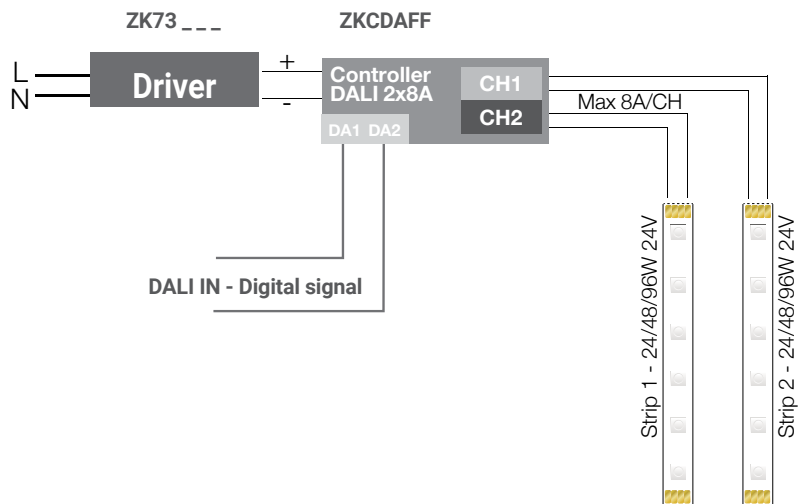 ZK73 _ _ _
ZKCDAFF
L
N
Driver
+
-
Controller
DALI 2x8A
CH1
CH2
DA1 DA2
Max 8A/CH
DALI IN - Digital signal
Strip 1 - 24/48/96W 24V
Strip 2 - 24/48/96W 24V